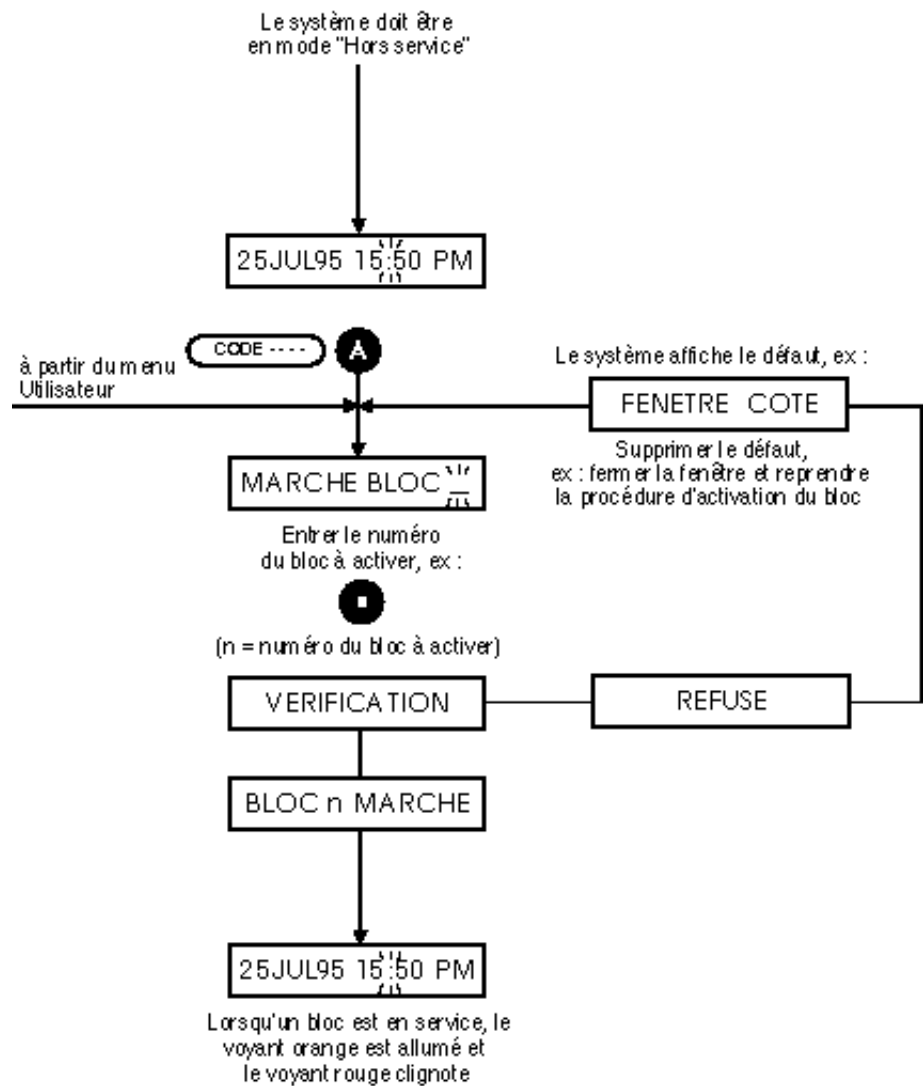 Le système doit être
en mode "Hors service"
25JUL95 15:50 PM
CODE ----
A
à partir du menu
Utilisateur
Le système affiche le défaut, ex :
FENETRE COTE
Supprimer le défaut,
ex : fermer la fenêtre et reprendre
la procédure d'activation du bloc
MARCHE BLOC _
Entrer le numéro
du bloc à activer, ex :
(n = numéro du bloc à activer)
VERIFICATION
REFUSE
BLOC n MARCHE
25JUL95 15:50 PM
Lorsqu'un bloc est en service, le
voyant orange est allumé et
le voyant rouge clignote